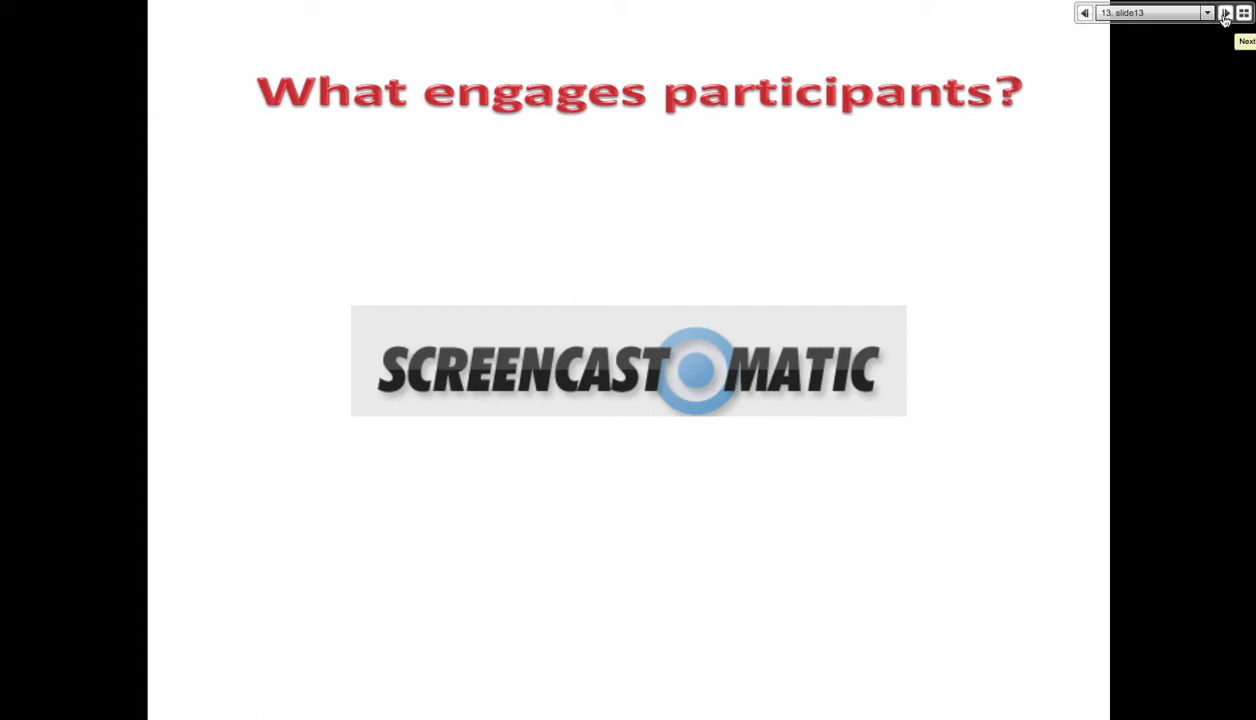 13. slide13
Next
What engages participants?
SCREENCAST O MATIC